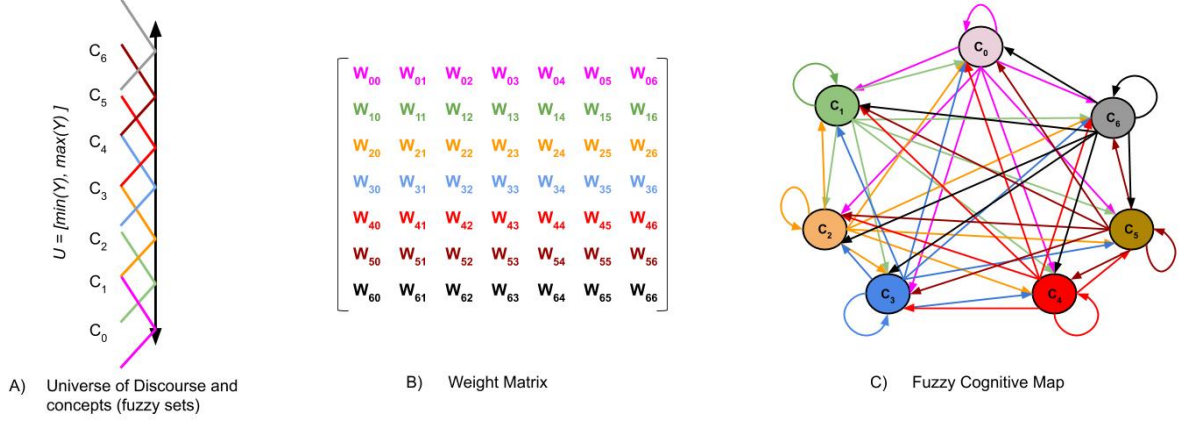 U = [min(Y), max(Y) ]
C6
C5
C4
C3
C2
C1
C0
A) Universe of Discourse and
concepts (fuzzy sets)
W00 W01 W02 W03 W04 W05 W06
W10 W11 W12 W13 W14 W15 W16
W20 W21 W22 W23 W24 W25 W26
W30 W31 W32 W33 W34 W35 W36
W40 W41 W42 W43 W44 W45 W46
W50 W51 W52 W53 W54 W55 W56
W60 W61 W62 W63 W64 W65 W66
B) Weight Matrix
C0
C1
C6
C2
C5
C3
C4
C) Fuzzy Cognitive Map